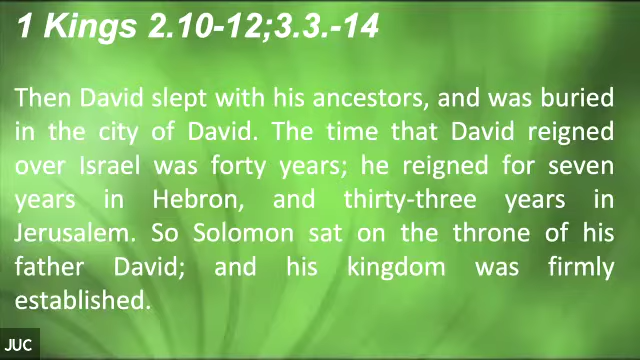 1 Kings 2.10-12;3.3.-14
Then David slept with his ancestors, and was buried
in the city of David. The time that David reigned
over Israel was forty years; he reigned for seven
years in Hebron, and thirty-three years in
Jerusalem. So Solomon sat on the throne of his
father David; and his kingdom was firmly
established.
JUC